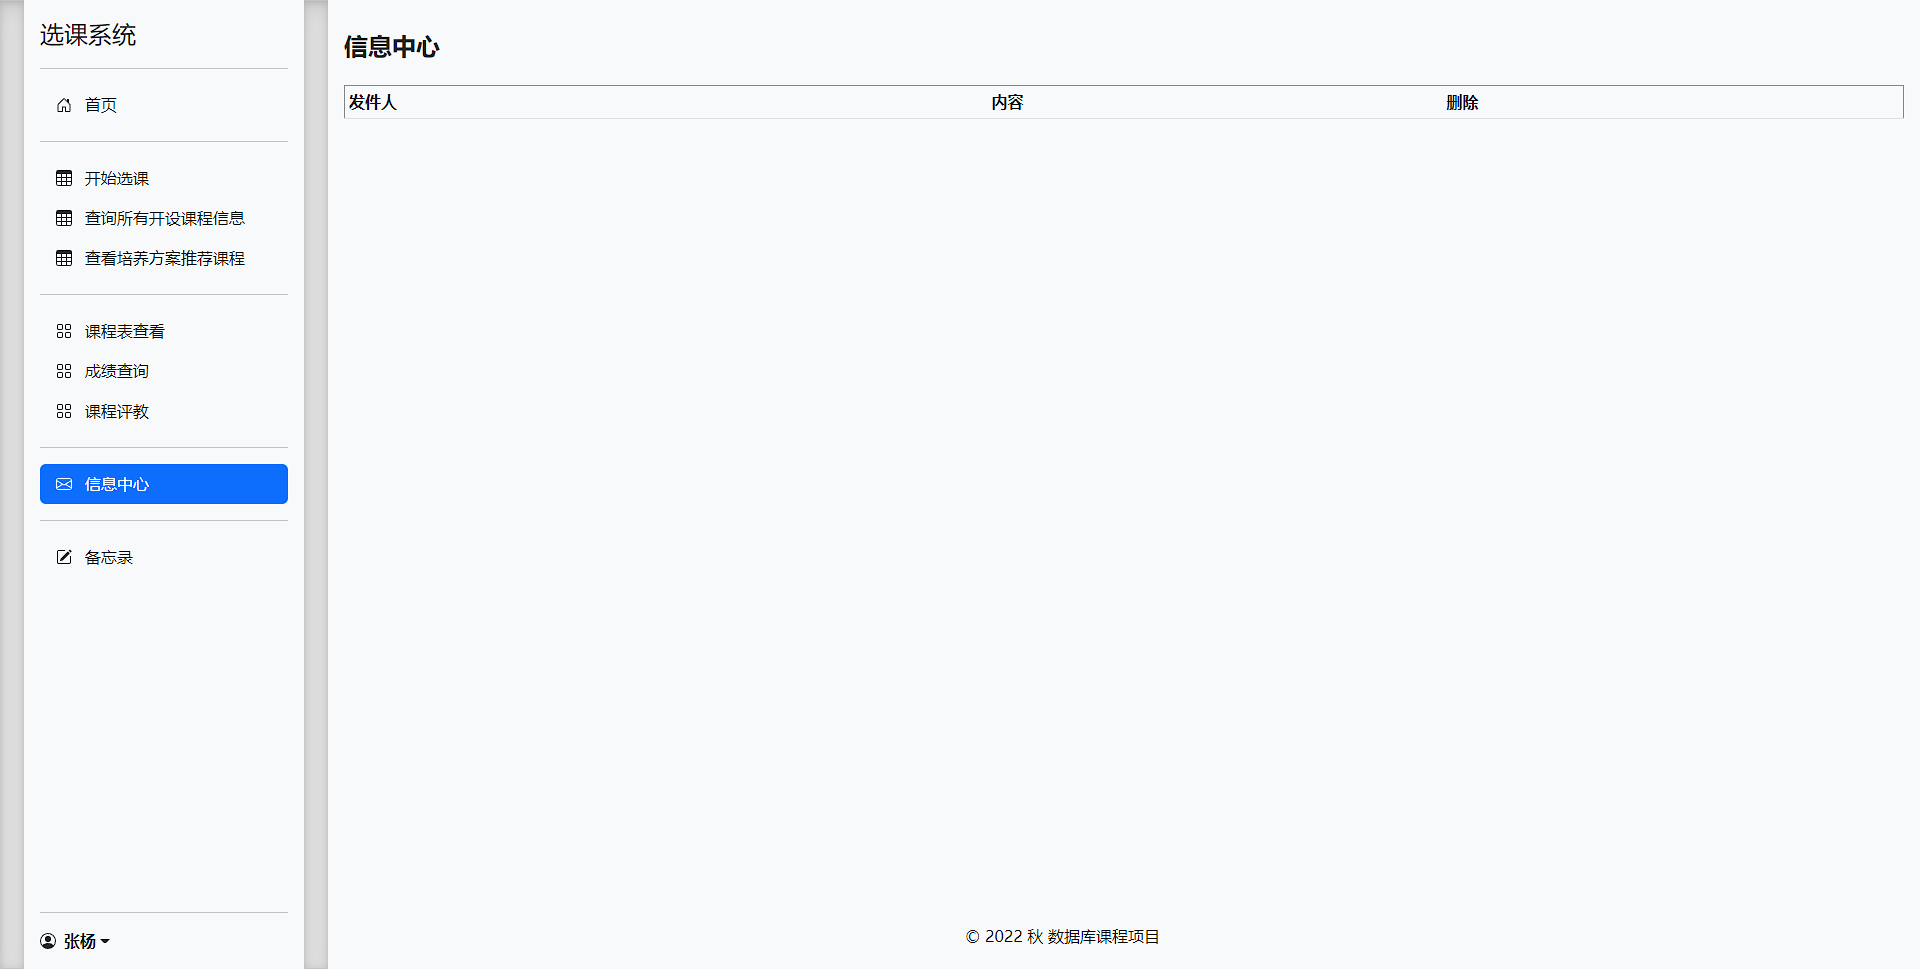 选课系统
首页
开始选课
查询所有开设课程信息
查看培养方案推荐课程
课程表查看
成绩查询
课程评教
信息中心
备忘录
张杨
信息中心
发件人 内容 删除
© 2022 秋 数据库课程项目